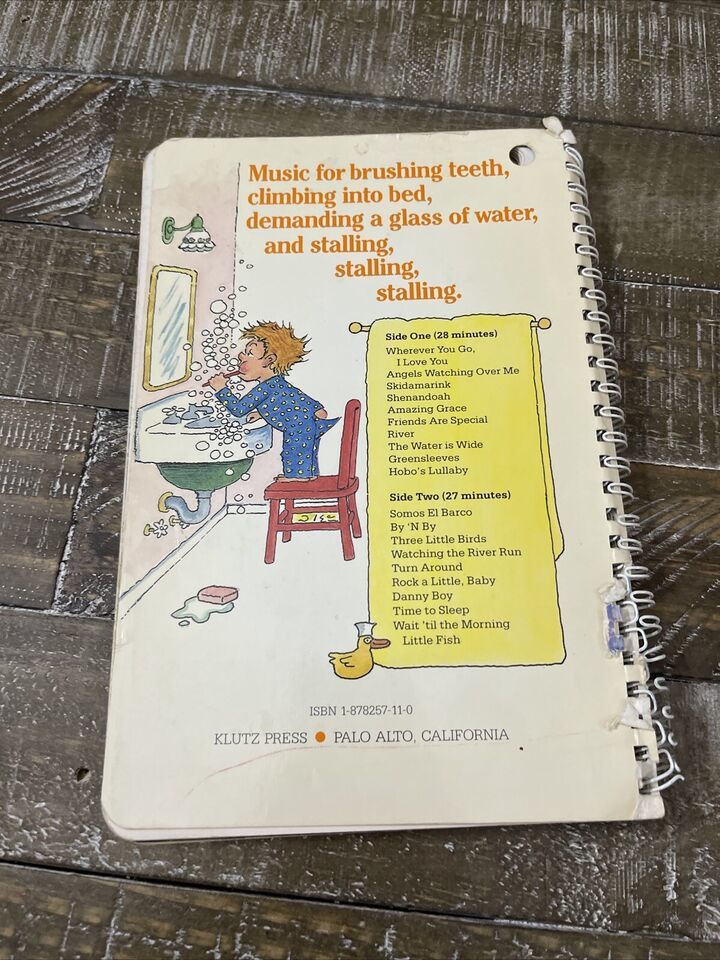 Music for brushing teeth,
climbing into bed,
demanding a glass of water,
and stalling,
stalling,
stalling.
Side One (28 minutes)
Wherever You Go,
I Love You
Angels Watching Over Me
Skidamarink
Shenandoah
Amazing Grace
Friends Are Special
River
The Water is Wide
Greensleeves
Hobo's Lullaby
Side Two (27 minutes)
Somos El Barco
By 'N By
Three Little Birds
Watching the River Run
Turn Around
Rock a Little, Baby
Danny Boy
Time to Sleep
Wait 'til the Morning
Little Fish
ISBN 1-878257-11-0
KLUTZ PRESS ● PALO ALTO, CALIFORNIA